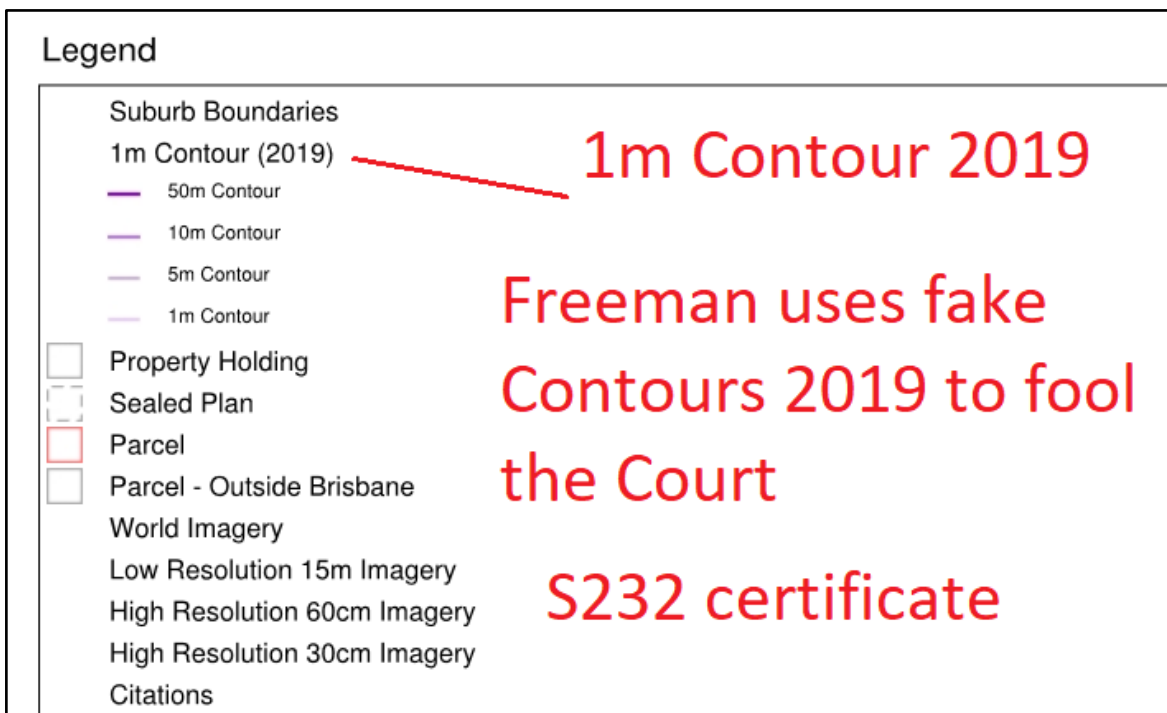 Legend
Suburb Boundaries
1m Contour (2019)
1m Contour 2019
50m Contour
10m Contour
5m Contour
1m Contour
Freeman uses fake
Contours 2019 to fool
the Court
Property Holding
Sealed Plan
Parcel
Parcel - Outside Brisbane
World Imagery
Low Resolution 15m Imagery
High Resolution 60cm Imagery
High Resolution 30cm Imagery
Citations
S232 certificate